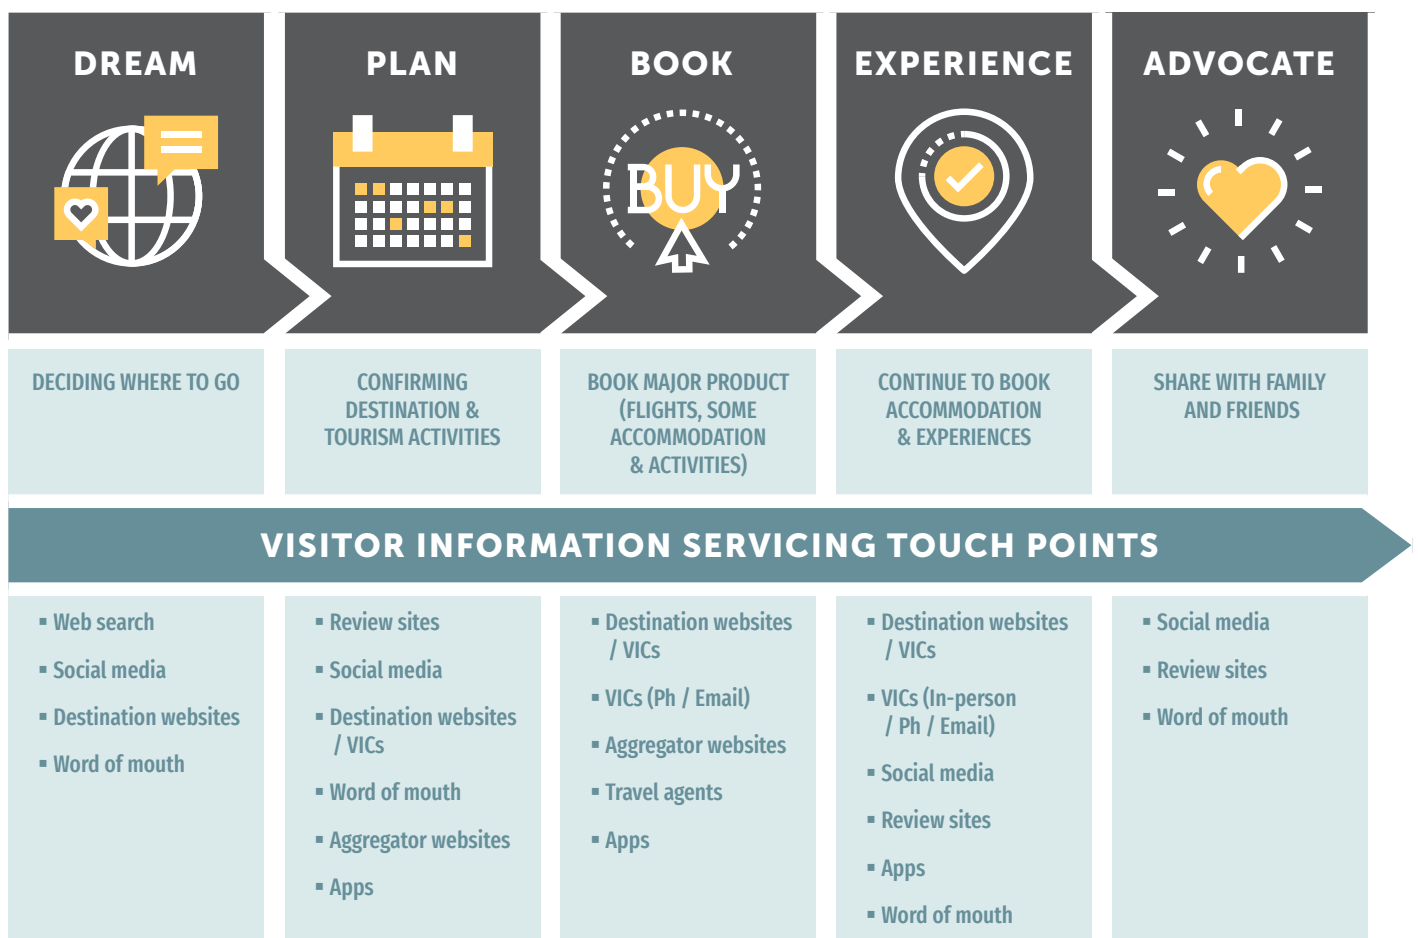 DREAM
PLAN
BOOK
EXPERIENCE
ADVOCATE
BUY
DECIDING WHERE TO GO
CONFIRMING
DESTINATION &
TOURISM ACTIVITIES
BOOK MAJOR PRODUCT
(FLIGHTS, SOME
ACCOMMODATION
& ACTIVITIES)
CONTINUE TO BOOK
ACCOMMODATION
& EXPERIENCES
SHARE WITH FAMILY
AND FRIENDS
VISITOR INFORMATION SERVICING TOUCH POINTS
▪ Web search
▪ Social media
▪ Destination websites
▪ Word of mouth
▪ Review sites
▪ Social media
▪ Destination websites
/ VICs
▪ Word of mouth
▪ Aggregator websites
▪ Apps
▪ Destination websites
/ VICs
▪ VICs (Ph / Email)
▪ Aggregator websites
▪ Travel agents
▪ Apps
▪ Destination websites
/ VICs
▪ VICs (In-person
/ Ph / Email)
▪ Social media
▪ Review sites
▪ Apps
▪ Word of mouth
▪ Social media
▪ Review sites
▪ Word of mouth